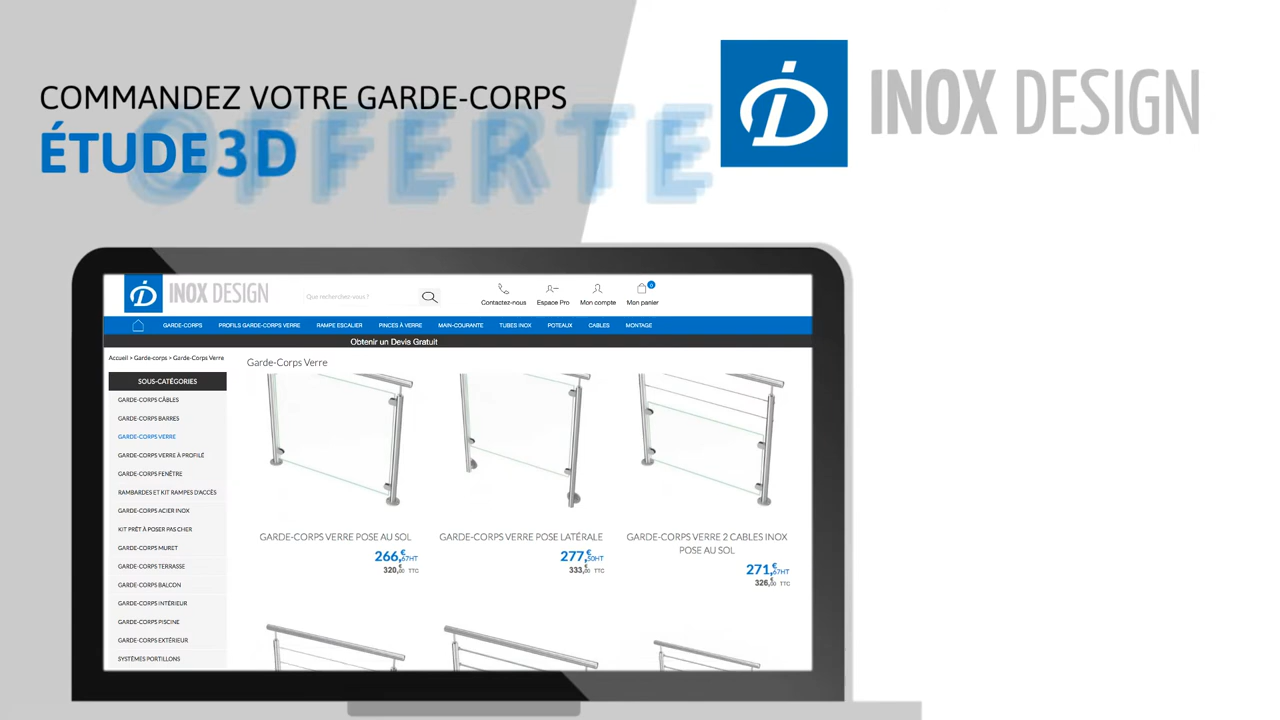 COMMANDEZ VOTRE GARDE-CORPS
ÉTUDE 3D
OFFERTE
INOX DESIGN
INOX DESIGN
Que recherchez-vous ?
Contactez-nous
Espace Pro
Mon compte
0
Mon panier
GARDE-CORPS
PROFILS GARDE-CORPS VERRE
RAMPE ESCALIER
PINCES À VERRE
MAIN-COURANTE
TUBES INOX
POTEAUX
CABLES
MONTAGE
Obtenir un Devis Gratuit
Accueil > Garde-corps > Garde-Corps Verre
Garde-Corps Verre
SOUS-CATÉGORIES
GARDE-CORPS CÂBLES
GARDE-CORPS BARRES
GARDE-CORPS VERRE
GARDE-CORPS VERRE À PROFILÉ
GARDE-CORPS FENÊTRE
RAMBARDES ET KIT RAMPES D'ACCÈS
GARDE-CORPS ACIER INOX
KIT PRÊT À POSER PAS CHER
GARDE-CORPS MURET
GARDE-CORPS TERRASSE
GARDE-CORPS BALCON
GARDE-CORPS INTÉRIEUR
GARDE-CORPS PISCINE
GARDE-CORPS EXTÉRIEUR
SYSTÈMES PORTILLONS
GARDE-CORPS VERRE POSE AU SOL
266,€67HT
320,€00 TTC
GARDE-CORPS VERRE POSE LATÉRALE
277,€50HT
333,€00 TTC
GARDE-CORPS VERRE 2 CABLES INOX
POSE AU SOL
271,€67HT
326,€00 TTC